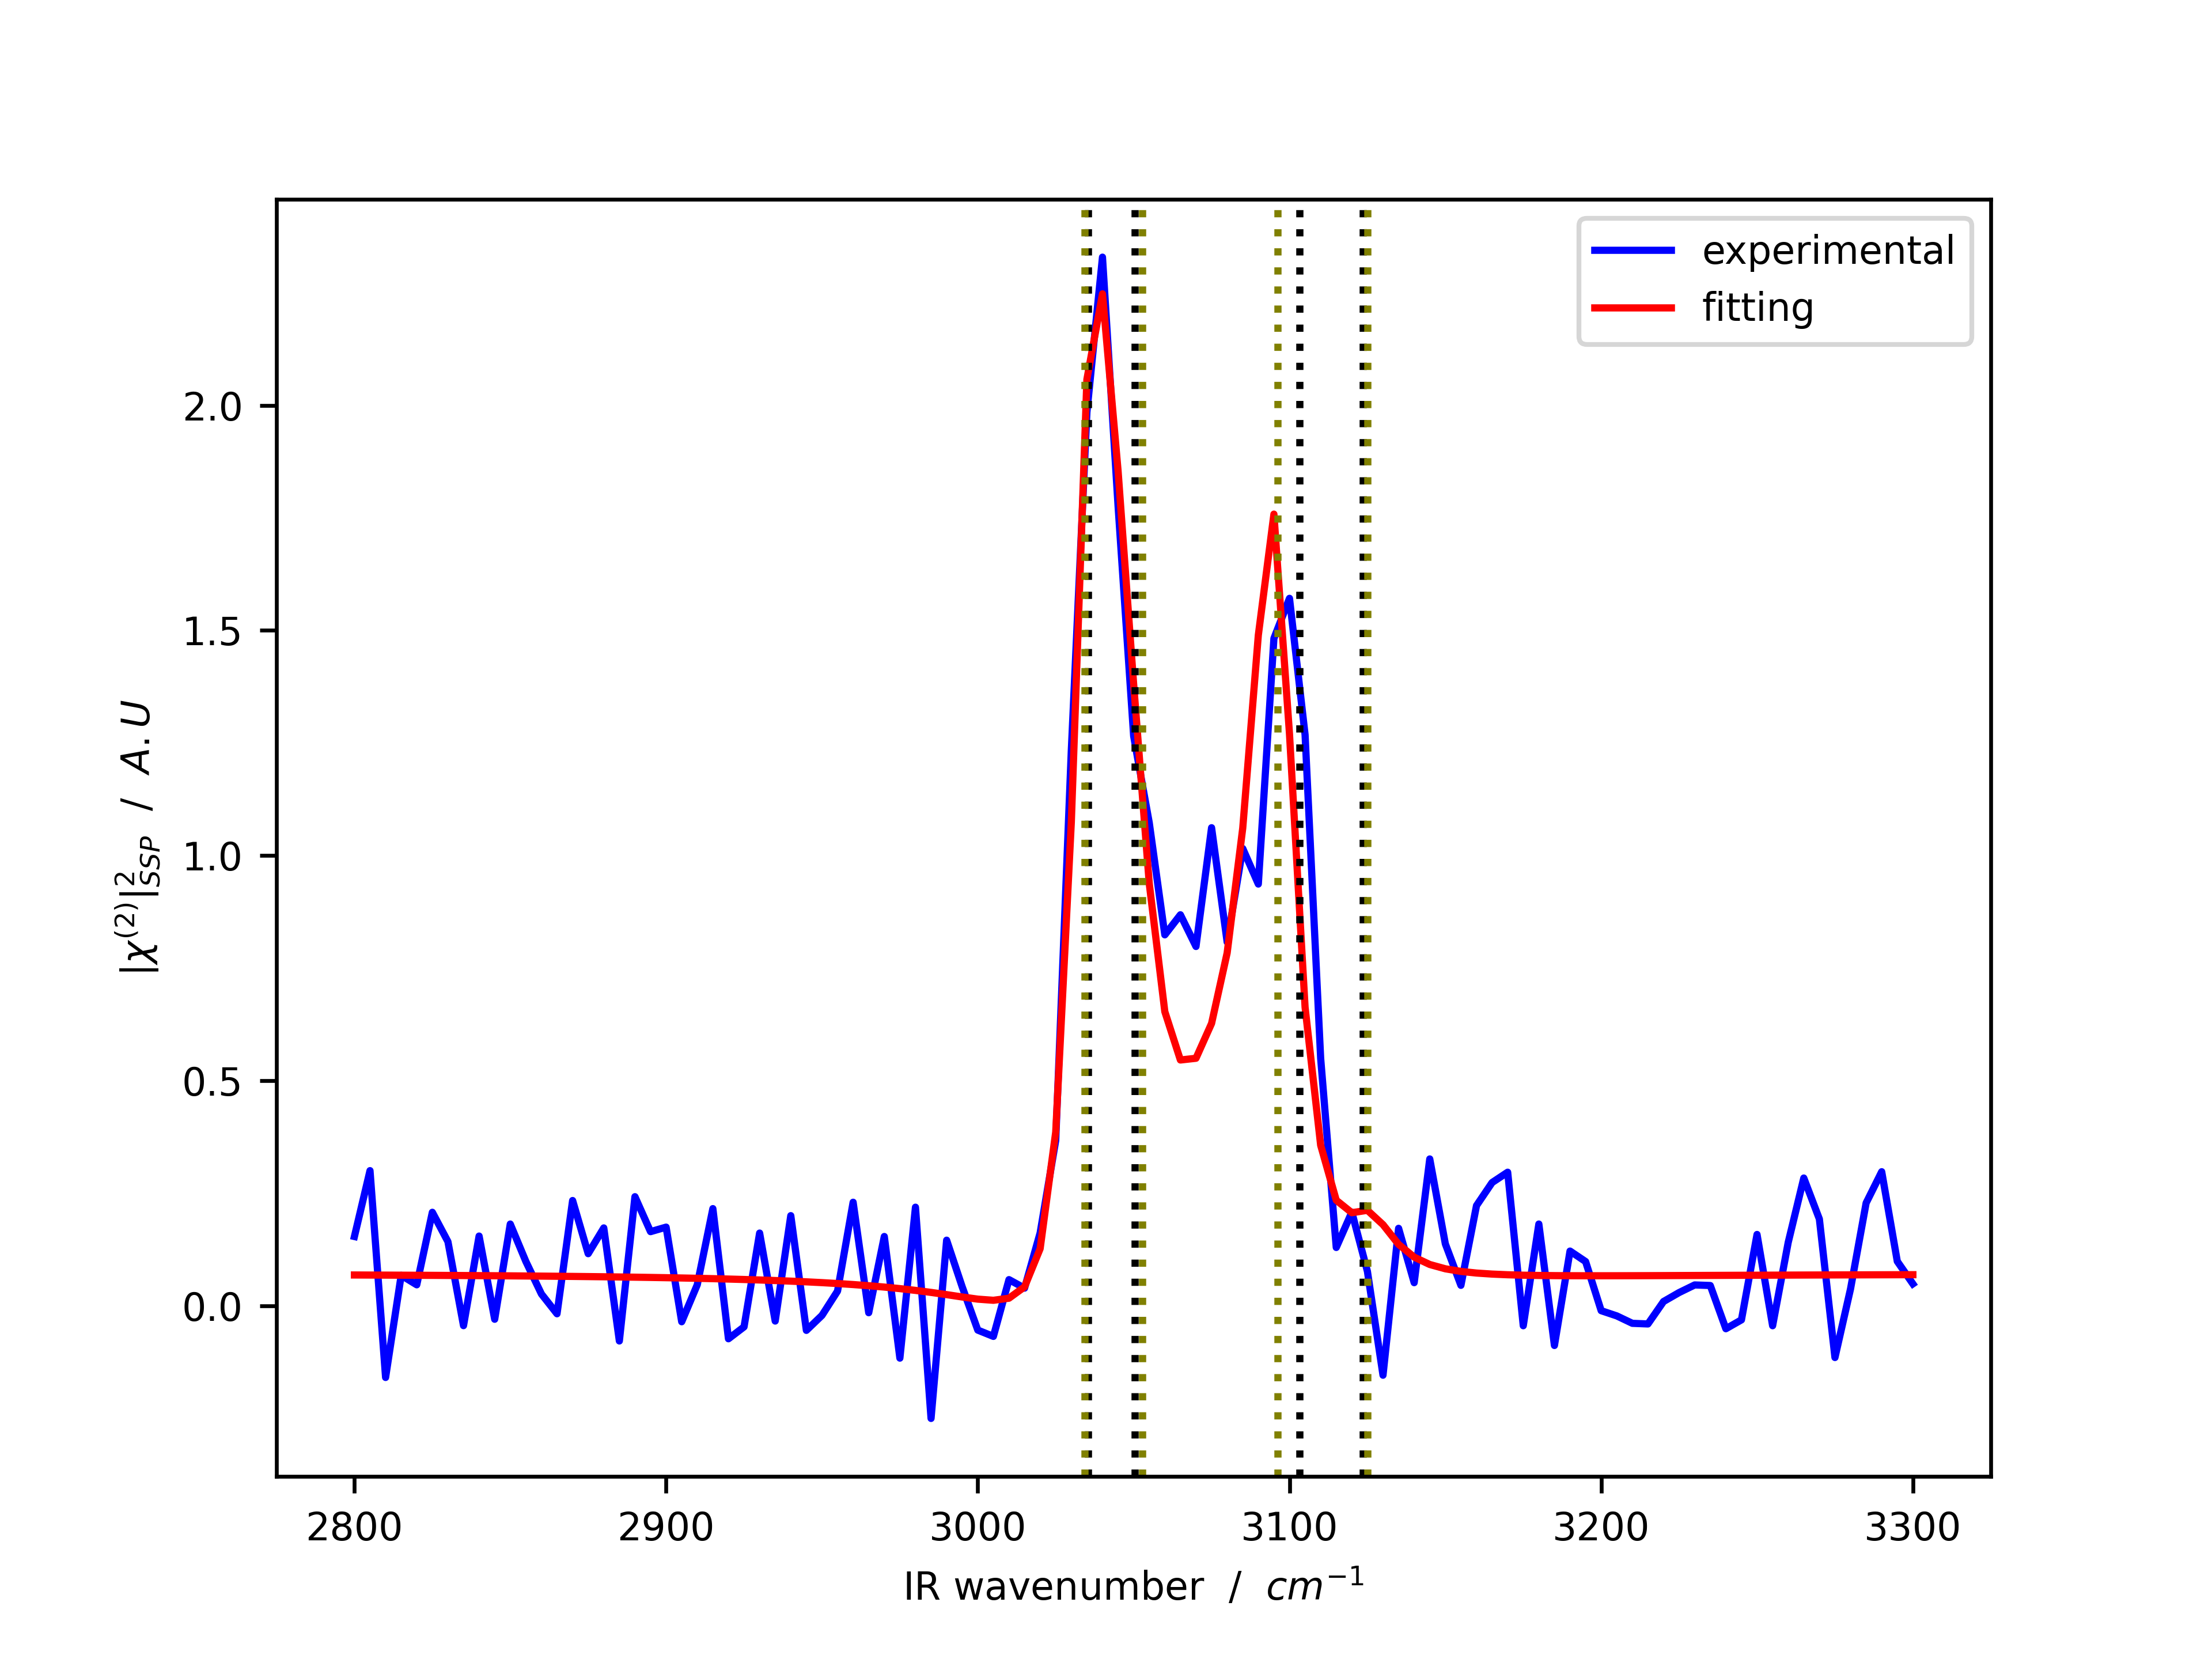 experimental
fitting
2.0
1.5
1.0
0.5
0.0
|χ⁽²⁾|²SSP / A.U
2800 2900 3000 3100 3200 3300
IR wavenumber / cm⁻¹